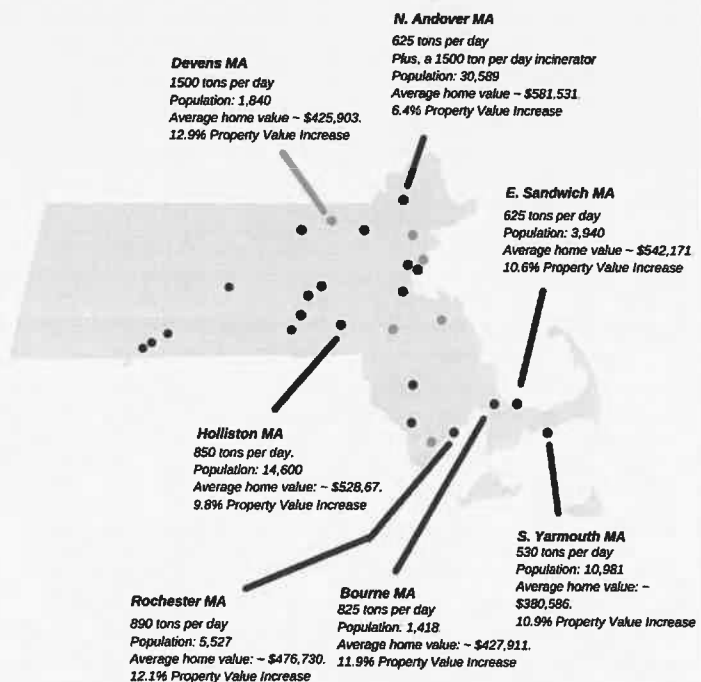 N. Andover MA
625 tons per day
Plus, a 1500 ton per day incinerator
Population: 30,589
Average home value ~ $581,531.
6.4% Property Value Increase
Devens MA
1500 tons per day
Population: 1,840
Average home value ~ $425,903.
12.9% Property Value Increase
E. Sandwich MA
625 tons per day
Population: 3,940
Average home value ~ $542,171
10.6% Property Value Increase
Holliston MA
850 tons per day.
Population: 14,600
Average home value: ~ $528,67.
9.8% Property Value Increase
S. Yarmouth MA
530 tons per day
Population: 10,981
Average home value: ~
$380,586.
10.9% Property Value Increase
Rochester MA
890 tons per day
Population: 5,527
Average home value: ~ $476,730.
12.1% Property Value Increase
Bourne MA
825 tons per day
Population. 1,418
Average home value: ~ $427,911.
11.9% Property Value Increase